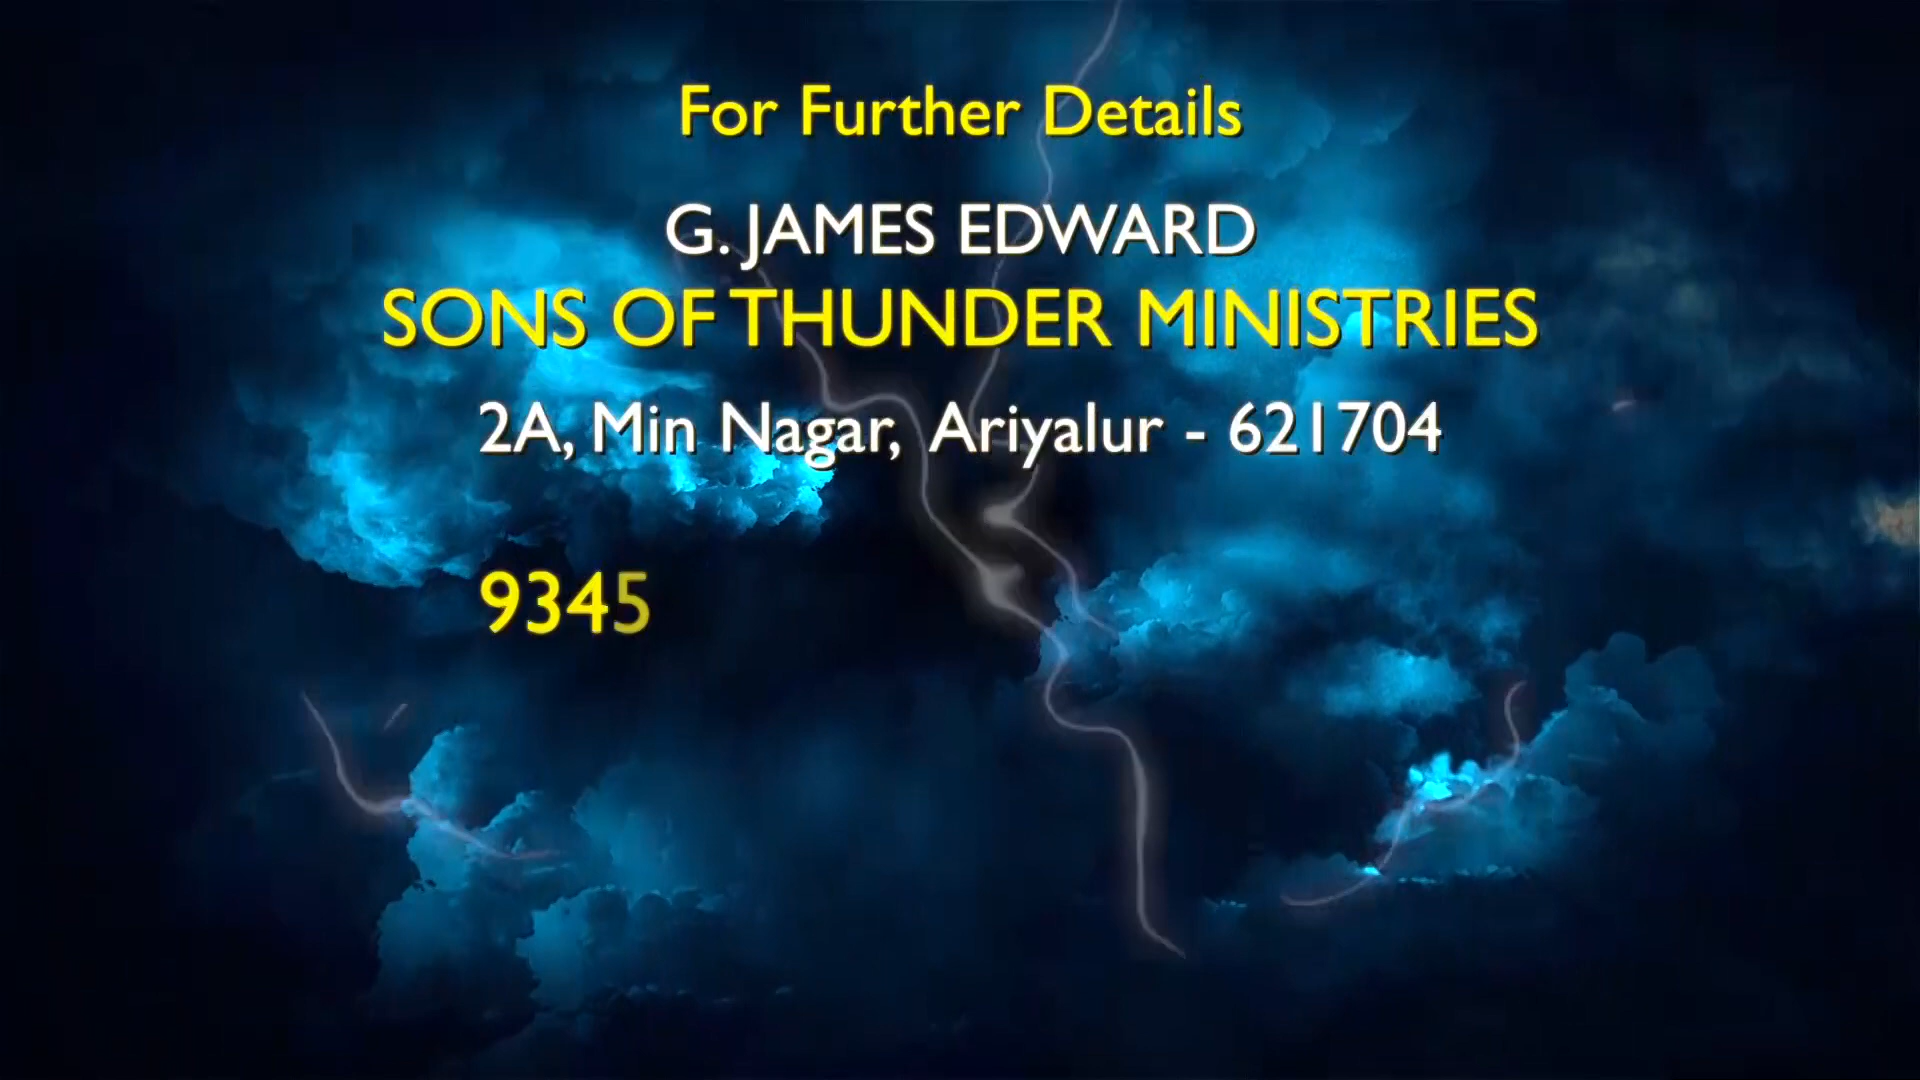 For Further Details
G. JAMES EDWARD
SONS OF THUNDER MINISTRIES
2A, Min Nagar, Ariyalur - 621704
9345